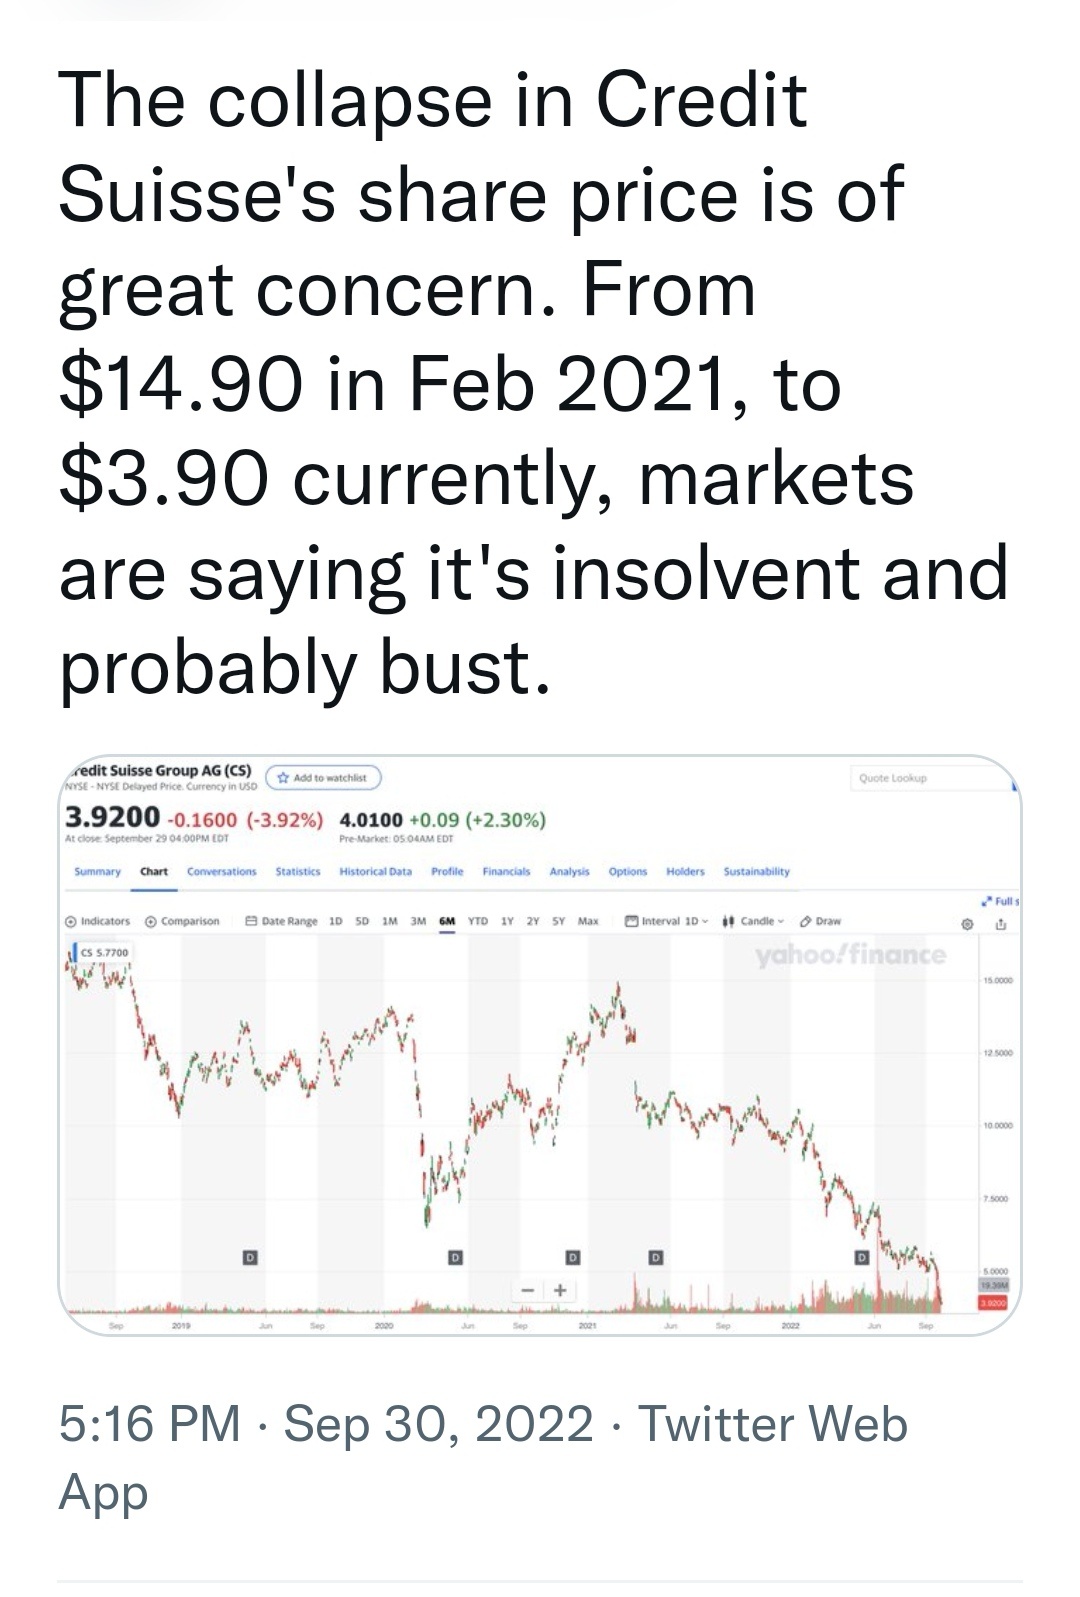 The collapse in Credit
Suisse's share price is of
great concern. From
$14.90 in Feb 2021, to
$3.90 currently, markets
are saying it's insolvent and
probably bust.
redit Suisse Group AG (CS)
Add to watchlist
Quote Lookup
NYSE - NYSE Delayed Price. Currency in USD
3.9200 -0.1600 (-3.92%) 4.0100 +0.09 (+2.30%)
At close: September 29 04:00PM EDT Pre-Market: 05:04AM EDT
Summary Chart Conversations Statistics Historical Data Profile Financials Analysis Options Holders Sustainability
Full s
Indicators Comparison Date Range 1D 5D 1M 3M 6M YTD 1Y 2Y 5Y Max Interval 1D Candle Draw
CS 5.7700
yahoo!finance
15.0000
12.5000
10.0000
7.5000
D D D D D
5.0000
19.39M
3.9200
Sep 2019 Jun Sep 2020 Jun Sep 2021 Jun Sep 2022 Jun Sep
5:16 PM · Sep 30, 2022 · Twitter Web
App